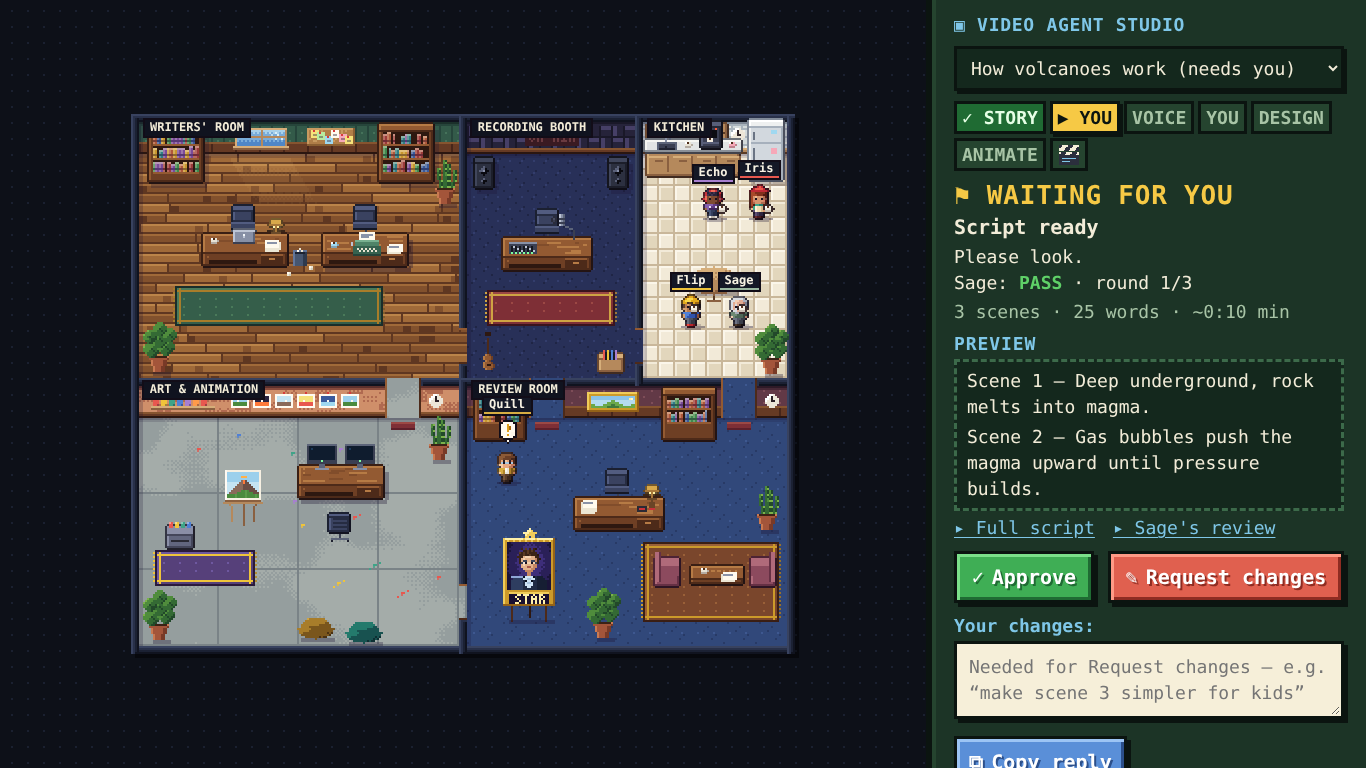 WRITERS' ROOM
RECORDING BOOTH
KITCHEN
Echo
Iris
Flip
Sage
ART & ANIMATION
REVIEW ROOM
Quill
!
STAR
▣ VIDEO AGENT STUDIO
How volcanoes work (needs you)
✓ STORY
▶ YOU
VOICE
YOU
DESIGN
ANIMATE
⚑ WAITING FOR YOU
Script ready
Please look.
Sage: PASS · round 1/3
3 scenes · 25 words · ~0:10 min
PREVIEW
Scene 1 — Deep underground, rock
melts into magma.
Scene 2 — Gas bubbles push the
magma upward until pressure
builds.
▸ Full script ▸ Sage's review
✓ Approve
✎ Request changes
Your changes:
Needed for Request changes — e.g.
“make scene 3 simpler for kids”
⧉ Copy reply